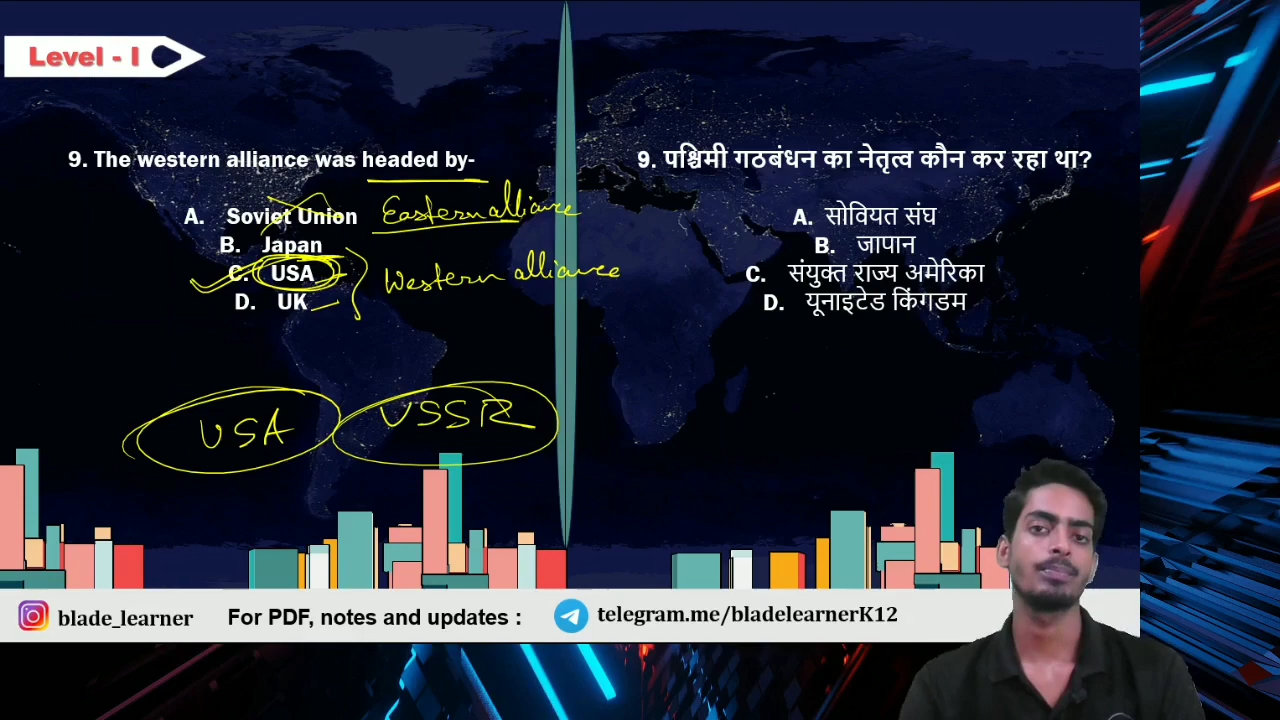 Level - I
9. The western alliance was headed by-
A. Soviet Union
Eastern alliance
B. Japan
C. USA
Western alliance
D. UK
USA
USSR
9. पश्चिमी गठबंधन का नेतृत्व कौन कर रहा था?
A. सोवियत संघ
B. जापान
C. संयुक्त राज्य अमेरिका
D. यूनाइटेड किंगडम
blade_learner
For PDF, notes and updates :
telegram.me/bladelearnerK12